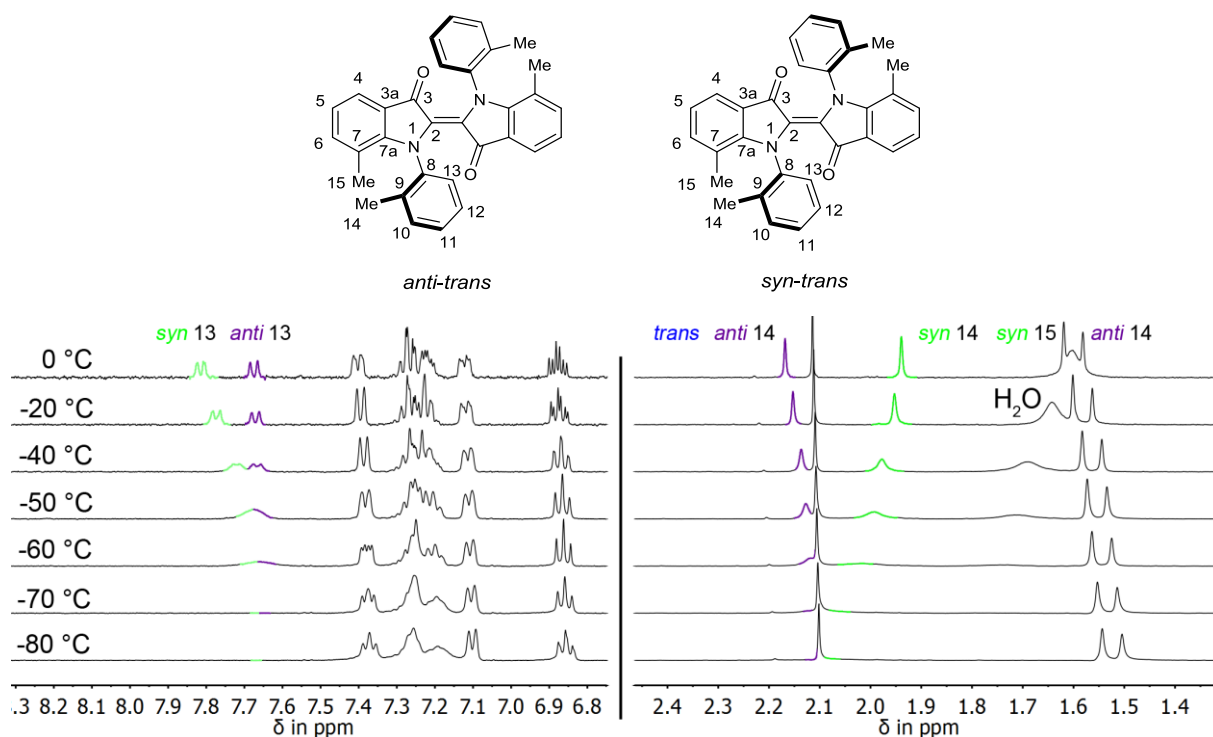 Me Me
4 O N Me 4 O N Me
5 3a 3 5 3a 3
1 2 1 2
6 7 7a N O 6 7 7a N O
15 Me 8 13 15 Me 8 13
9 12 9 12
14 Me 10 11 14 Me 10 11
anti-trans syn-trans
syn 13 anti 13 trans anti 14 syn 14 syn 15 anti 14
0 °C
-20 °C H2O
-40 °C
-50 °C
-60 °C
-70 °C
-80 °C
.3 8.2 8.1 8.0 7.9 7.8 7.7 7.6 7.5 7.4 7.3 7.2 7.1 7.0 6.9 6.8 2.4 2.3 2.2 2.1 2.0 1.9 1.8 1.7 1.6 1.5 1.4
δ in ppm δ in ppm